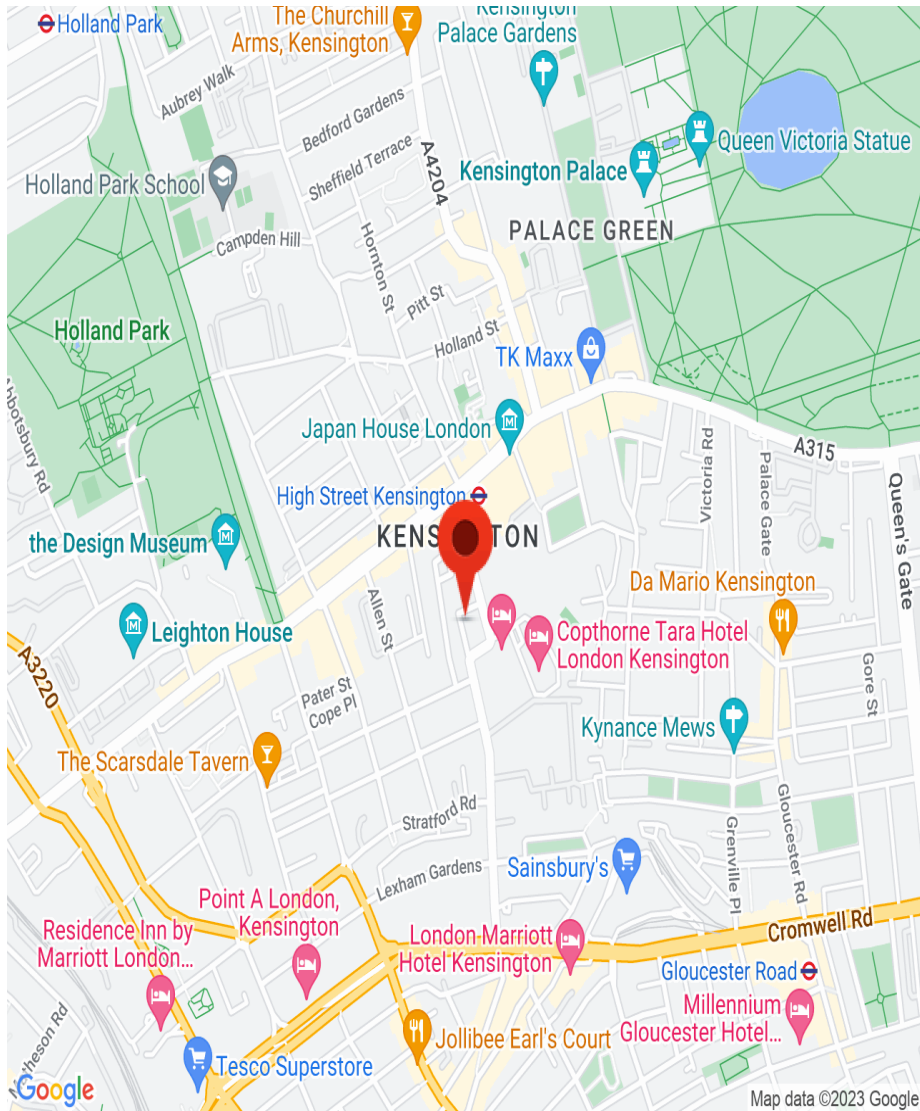 Holland Park
The Churchill
Arms, Kensington
Kensington
Palace Gardens
Aubrey Walk
Bedford Gardens
A4204
Queen Victoria Statue
Sheffield Terrace
Kensington Palace
Holland Park School
Campden Hill
Hornton St
PALACE GREEN
Pitt St
Holland Park
Holland St
TK Maxx
Abbotsbury Rd
Japan House London
A315
Victoria Rd
Palace Gate
Queen's Gate
High Street Kensington
the Design Museum
KENS TON
Da Mario Kensington
Allen St
Leighton House
Copthorne Tara Hotel
London Kensington
A3220
Gore St
Pater St
Cope Pl
Kynance Mews
The Scarsdale Tavern
Stratford Rd
Gloucester Rd
Grenville Pl
Lexham Gardens
Sainsbury's
Point A London,
Kensington
Cromwell Rd
Residence Inn by
Marriott London...
London Marriott
Hotel Kensington
Gloucester Road
Millennium
Gloucester Hotel...
Jollibee Earl's Court
Tesco Superstore
Google
Map data ©2023 Google